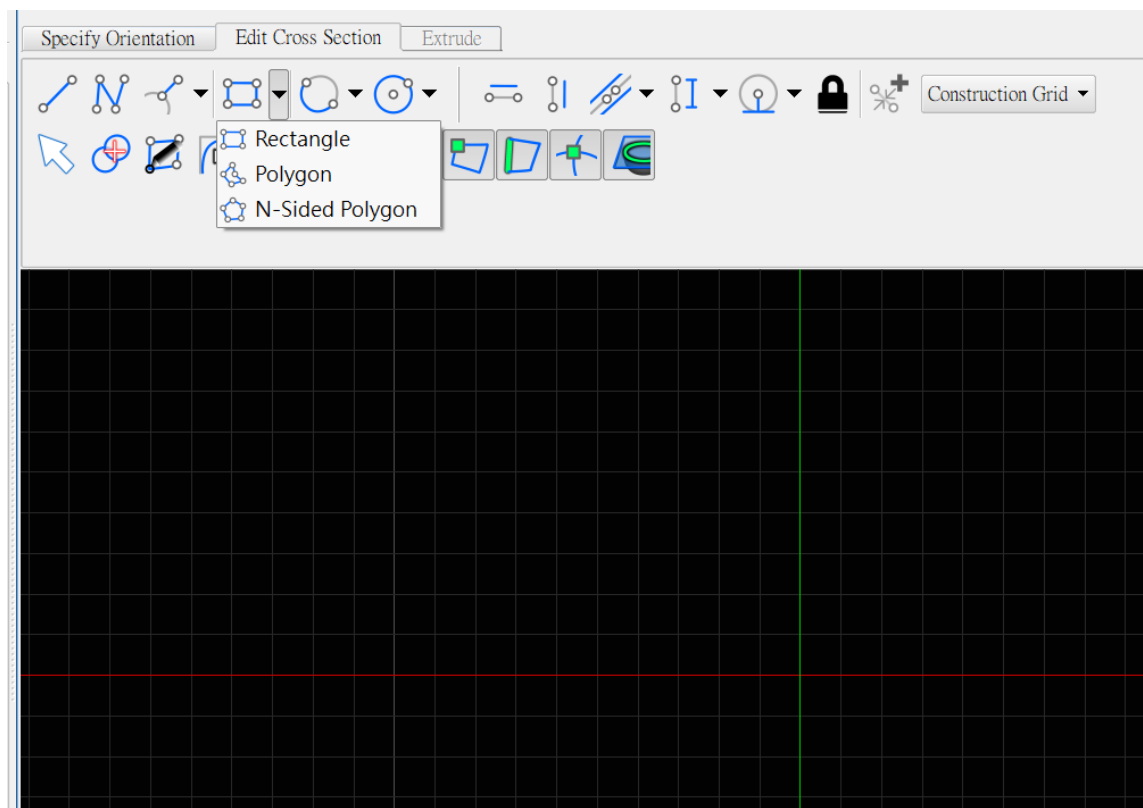 Specify Orientation
Edit Cross Section
Extrude
Construction Grid
Rectangle
Polygon
N-Sided Polygon